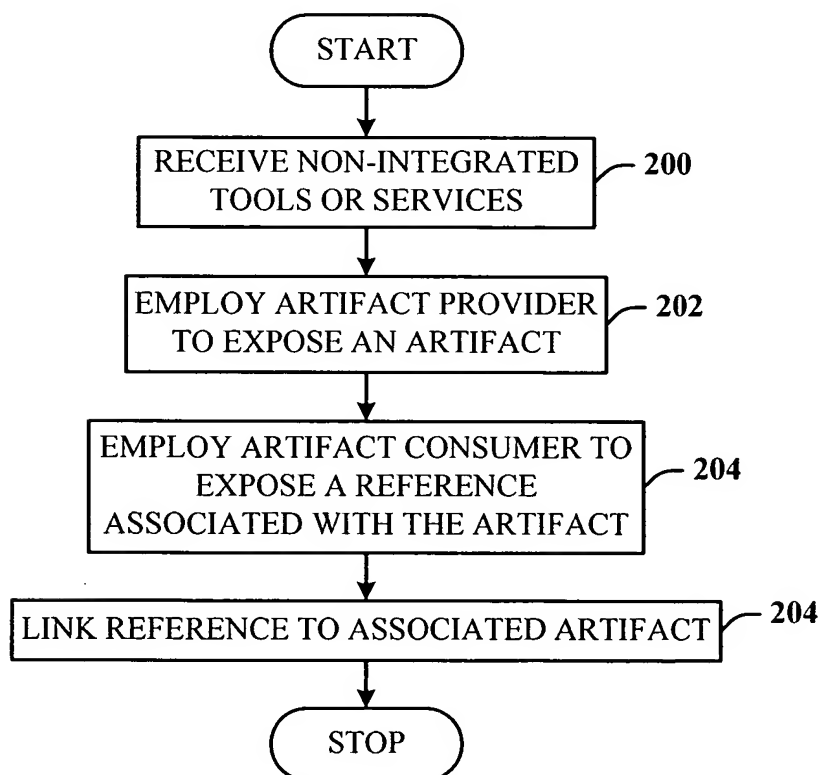 START
RECEIVE NON-INTEGRATED
TOOLS OR SERVICES
200
EMPLOY ARTIFACT PROVIDER
TO EXPOSE AN ARTIFACT
202
EMPLOY ARTIFACT CONSUMER TO
EXPOSE A REFERENCE
ASSOCIATED WITH THE ARTIFACT
204
LINK REFERENCE TO ASSOCIATED ARTIFACT
204
STOP